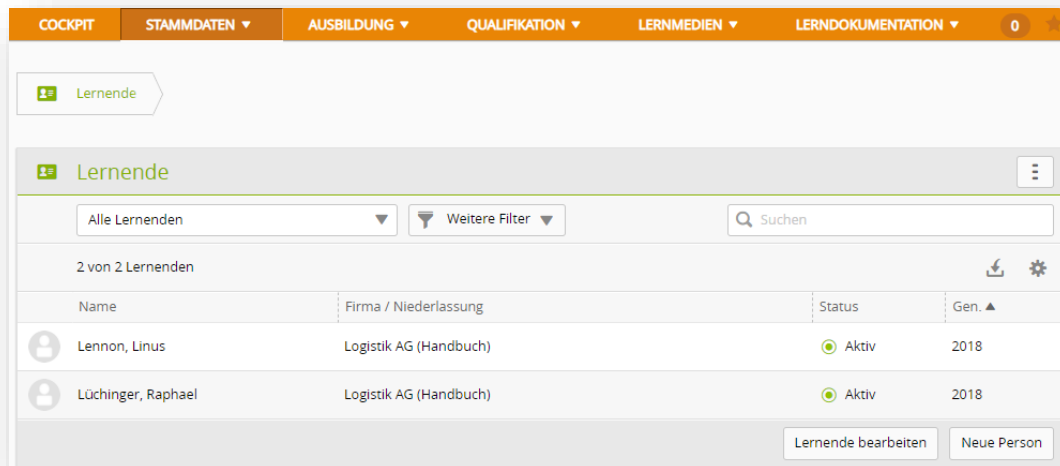 COCKPIT STAMMDATEN ▼ AUSBILDUNG ▼ QUALIFIKATION ▼ LERNMEDIEN ▼ LERNDOKUMENTATION ▼ 0
Lernende
Lernende
Alle Lernenden ▼ Weitere Filter ▼ Suchen
2 von 2 Lernenden
Name Firma / Niederlassung Status Gen. ▲
Lennon, Linus Logistik AG (Handbuch) Aktiv 2018
Lüchinger, Raphael Logistik AG (Handbuch) Aktiv 2018
Lernende bearbeiten Neue Person